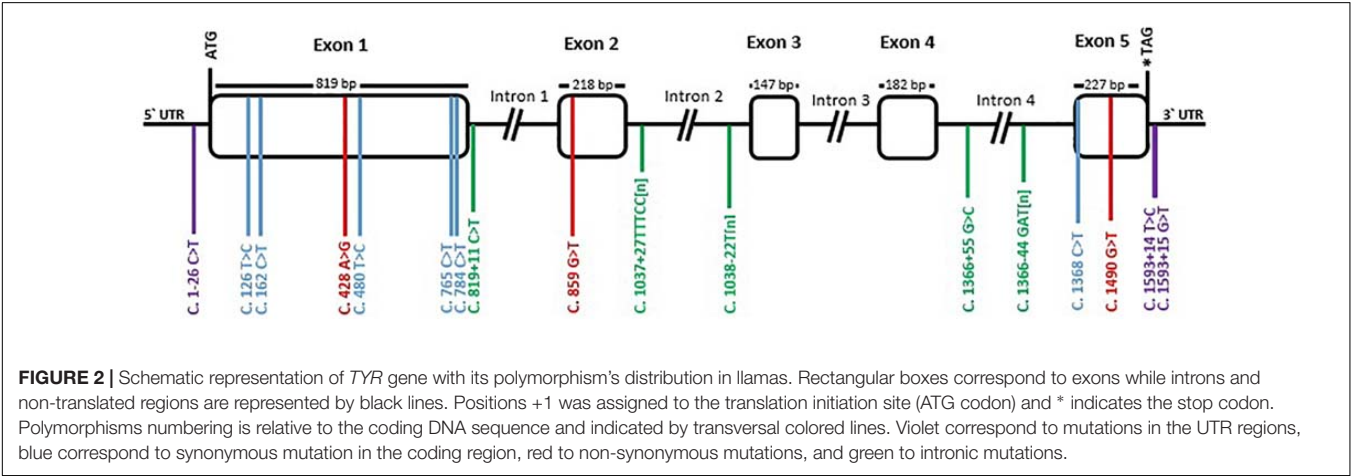 ATG
Exon 1
Exon 2
Exon 3
Exon 4
Exon 5
*TAG
819 bp
218 bp
147 bp
182 bp
227 bp
5` UTR
Intron 1
Intron 2
Intron 3
Intron 4
3` UTR
C. 1-26 C>T
C. 126 T>C
C. 162 C>T
C. 428 A>G
C. 480 T>C
C. 765 C>T
C. 784 C>T
C. 819+11 C>T
C. 859 G>T
C. 1037+27TTCC[n]
C. 1038-22T[n]
C. 1366+55 G>C
C. 1366-44 GAT[n]
C. 1368 C>T
C. 1490 G>T
C. 1593+14 T>C
C. 1593+15 G>T
FIGURE 2 | Schematic representation of TYR gene with its polymorphism's distribution in llamas. Rectangular boxes correspond to exons while introns and
non-translated regions are represented by black lines. Positions +1 was assigned to the translation initiation site (ATG codon) and * indicates the stop codon.
Polymorphisms numbering is relative to the coding DNA sequence and indicated by transversal colored lines. Violet correspond to mutations in the UTR regions,
blue correspond to synonymous mutation in the coding region, red to non-synonymous mutations, and green to intronic mutations.